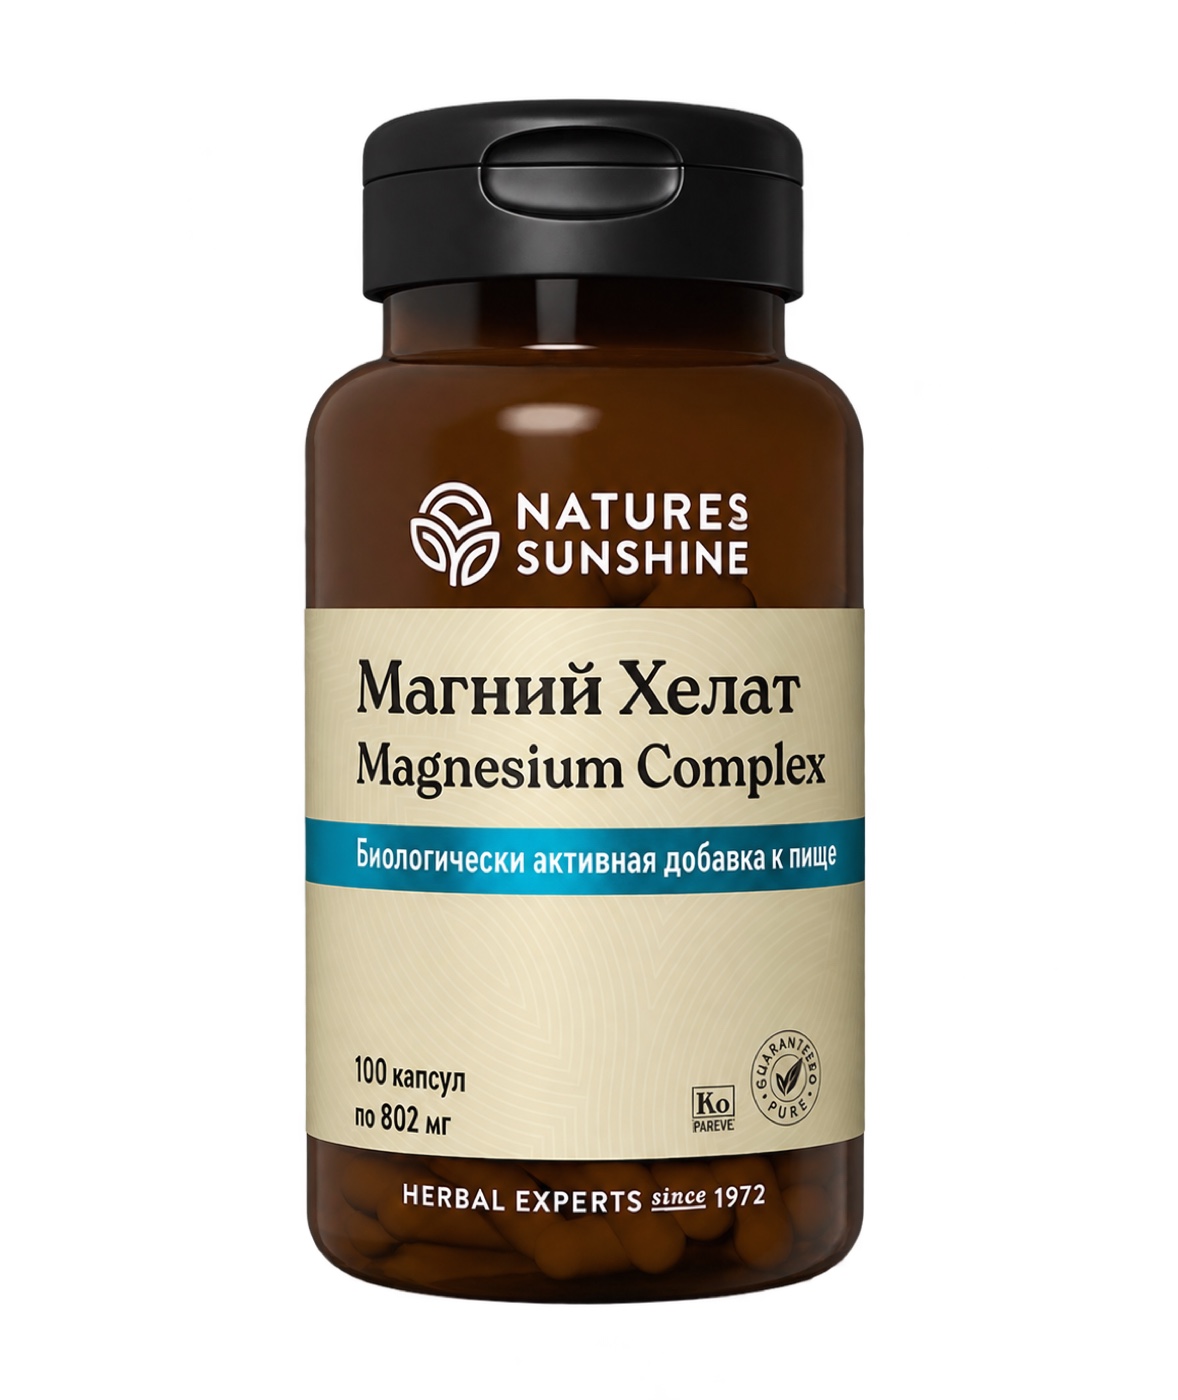 NATURES
SUNSHINE
Магний Хелат
Magnesium Complex
Биологически активная добавка к пище
100 капсул
по 802 мг
Ko
PAREVE
GUARANTEED
PURE
HERBAL EXPERTS since 1972